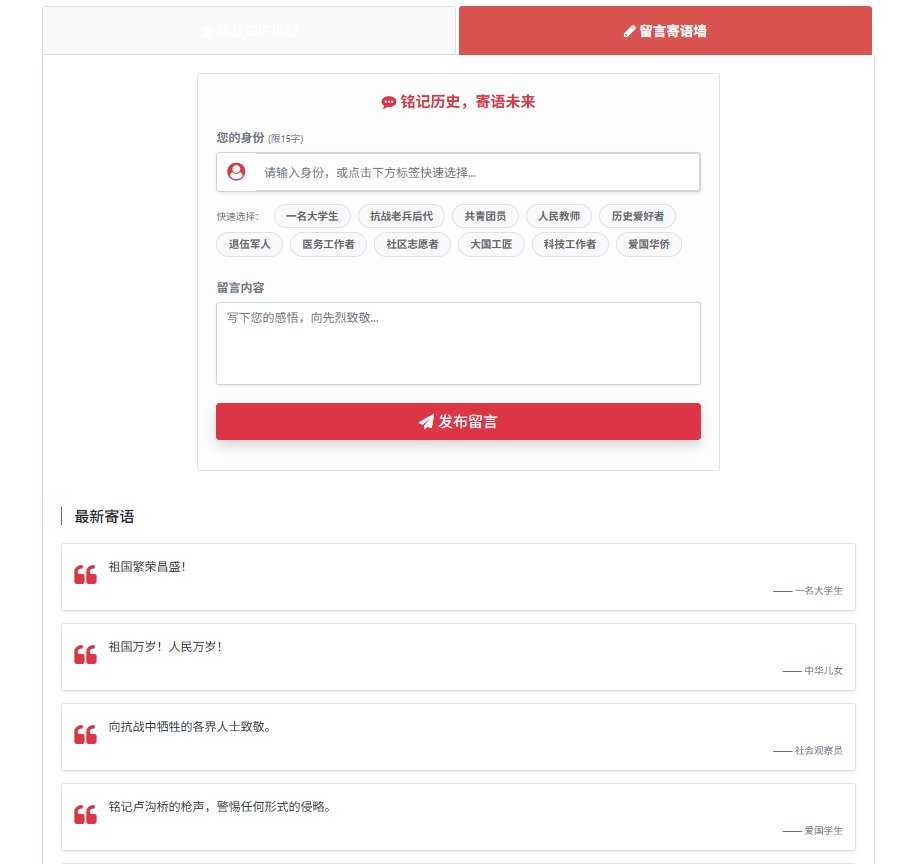 抗战知识挑战
留言寄语墙
铭记历史，寄语未来
您的身份 (限15字)
请输入身份，或点击下方标签快速选择...
快速选择： 一名大学生 抗战老兵后代 共青团员 人民教师 历史爱好者
退伍军人 医务工作者 社区志愿者 大国工匠 科技工作者 爱国华侨
留言内容
写下您的感悟，向先烈致敬...
发布留言
最新寄语
祖国繁荣昌盛！
—— 一名大学生
祖国万岁！人民万岁！
—— 中华儿女
向抗战中牺牲的各界人士致敬。
—— 社会观察员
铭记卢沟桥的枪声，警惕任何形式的侵略。
—— 爱国学生